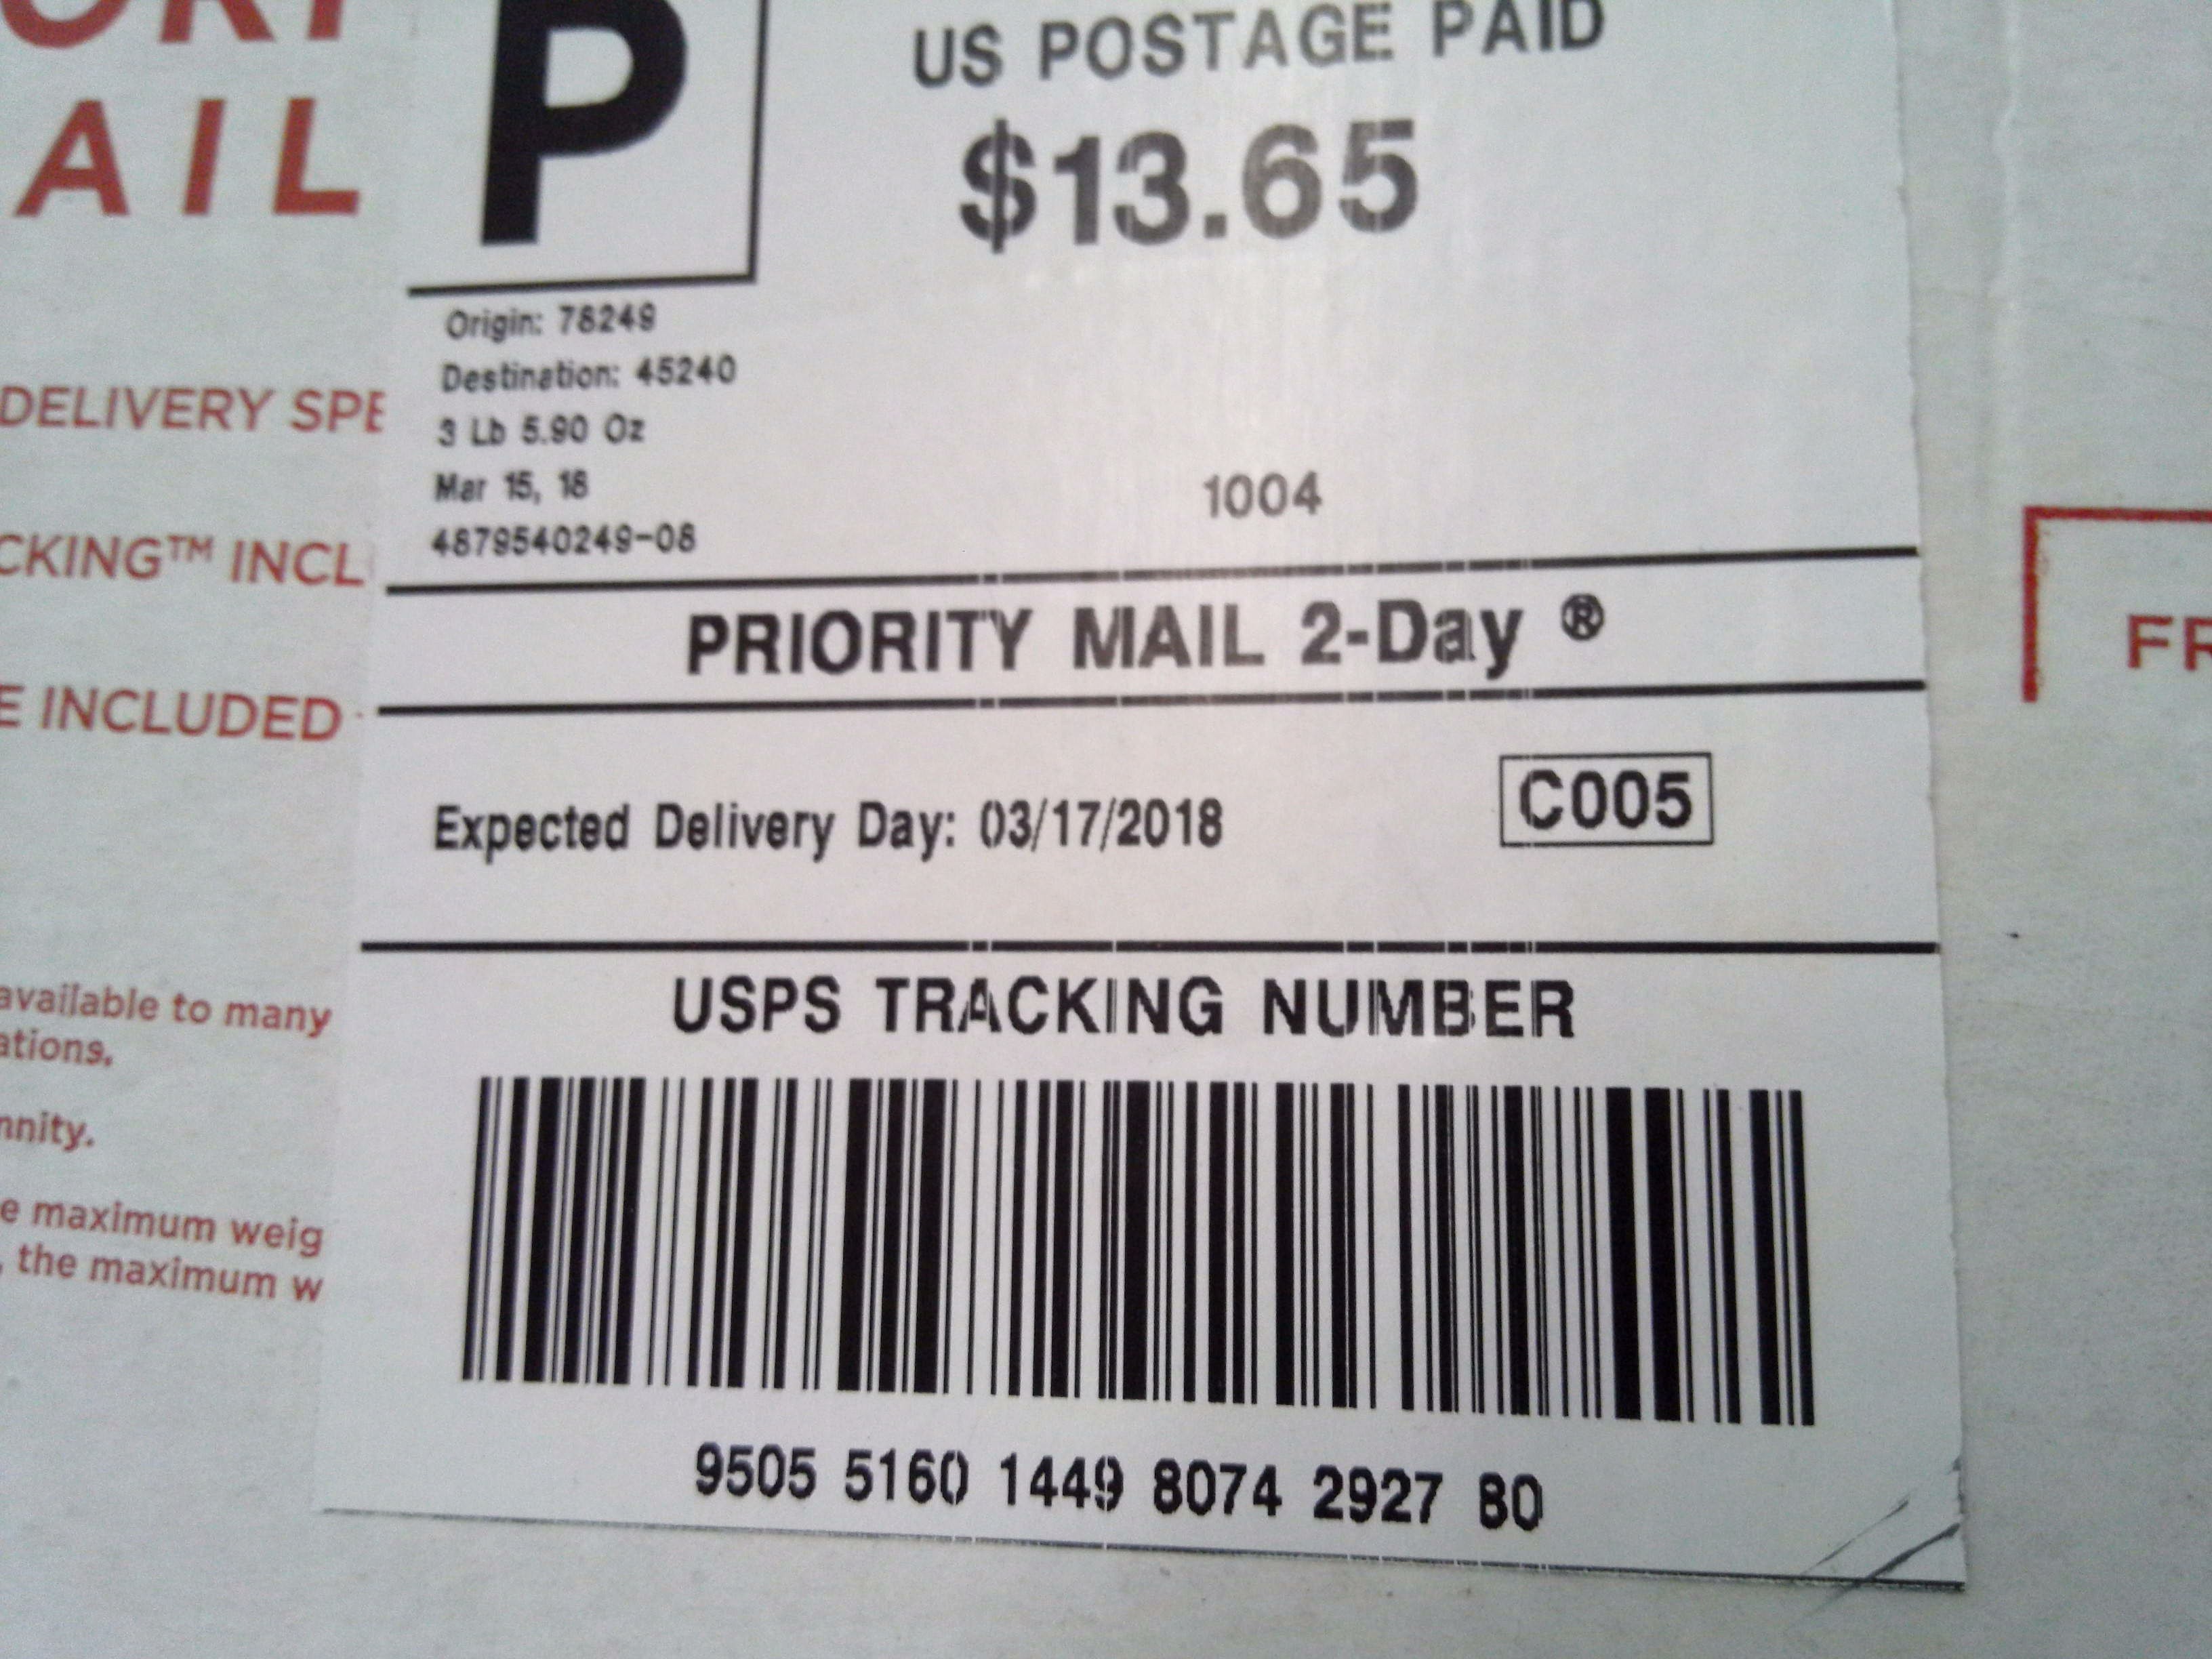 P
US POSTAGE PAID
$13.65
AIL
Origin: 78249
Destination: 45240
3 Lb 5.90 Oz
Mar 15, 18
4879540249-08
1004
DELIVERY SPE
CKING™ INCL
E INCLUDED
PRIORITY MAIL 2-Day ®
FR
Expected Delivery Day: 03/17/2018
C005
USPS TRACKING NUMBER
available to many
ations.
nnity.
e maximum weig
, the maximum w
9505 5160 1449 8074 2927 80